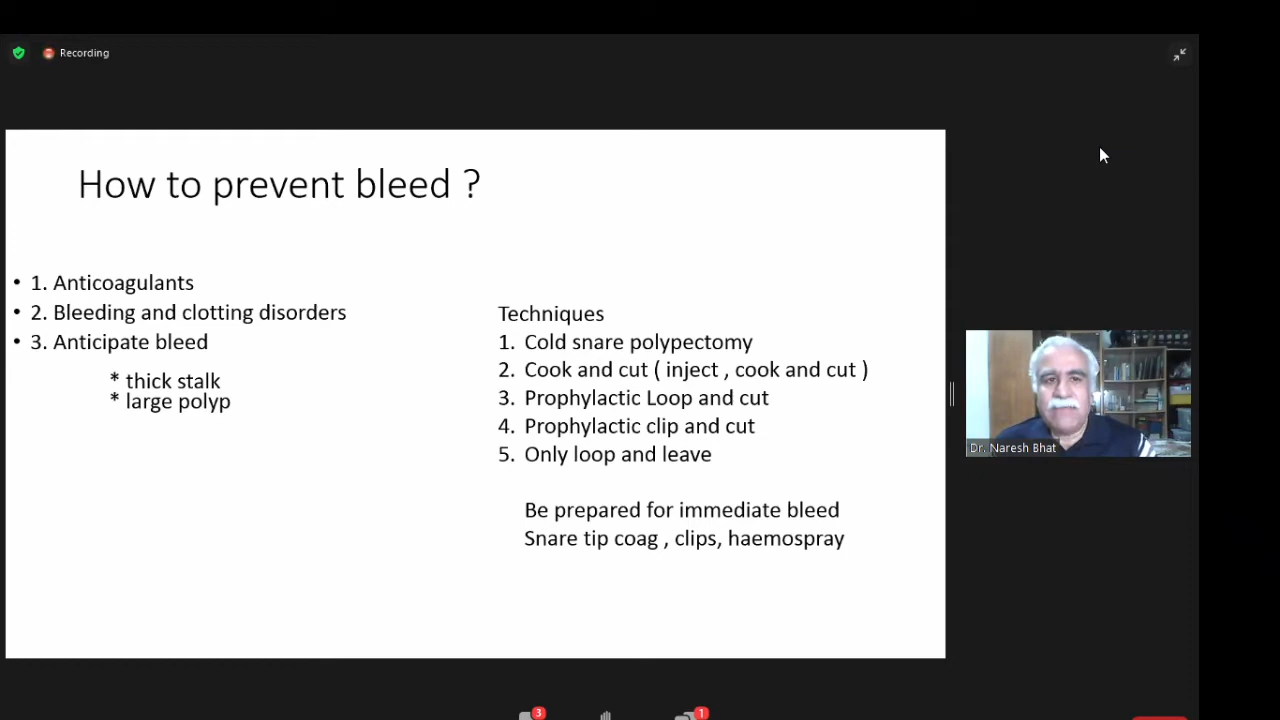 Recording
How to prevent bleed ?
• 1. Anticoagulants
• 2. Bleeding and clotting disorders
• 3. Anticipate bleed
* thick stalk
* large polyp
Techniques
1. Cold snare polypectomy
2. Cook and cut ( inject , cook and cut )
3. Prophylactic Loop and cut
4. Prophylactic clip and cut
5. Only loop and leave
Be prepared for immediate bleed
Snare tip coag , clips, haemospray
Dr. Naresh Bhat
3
1